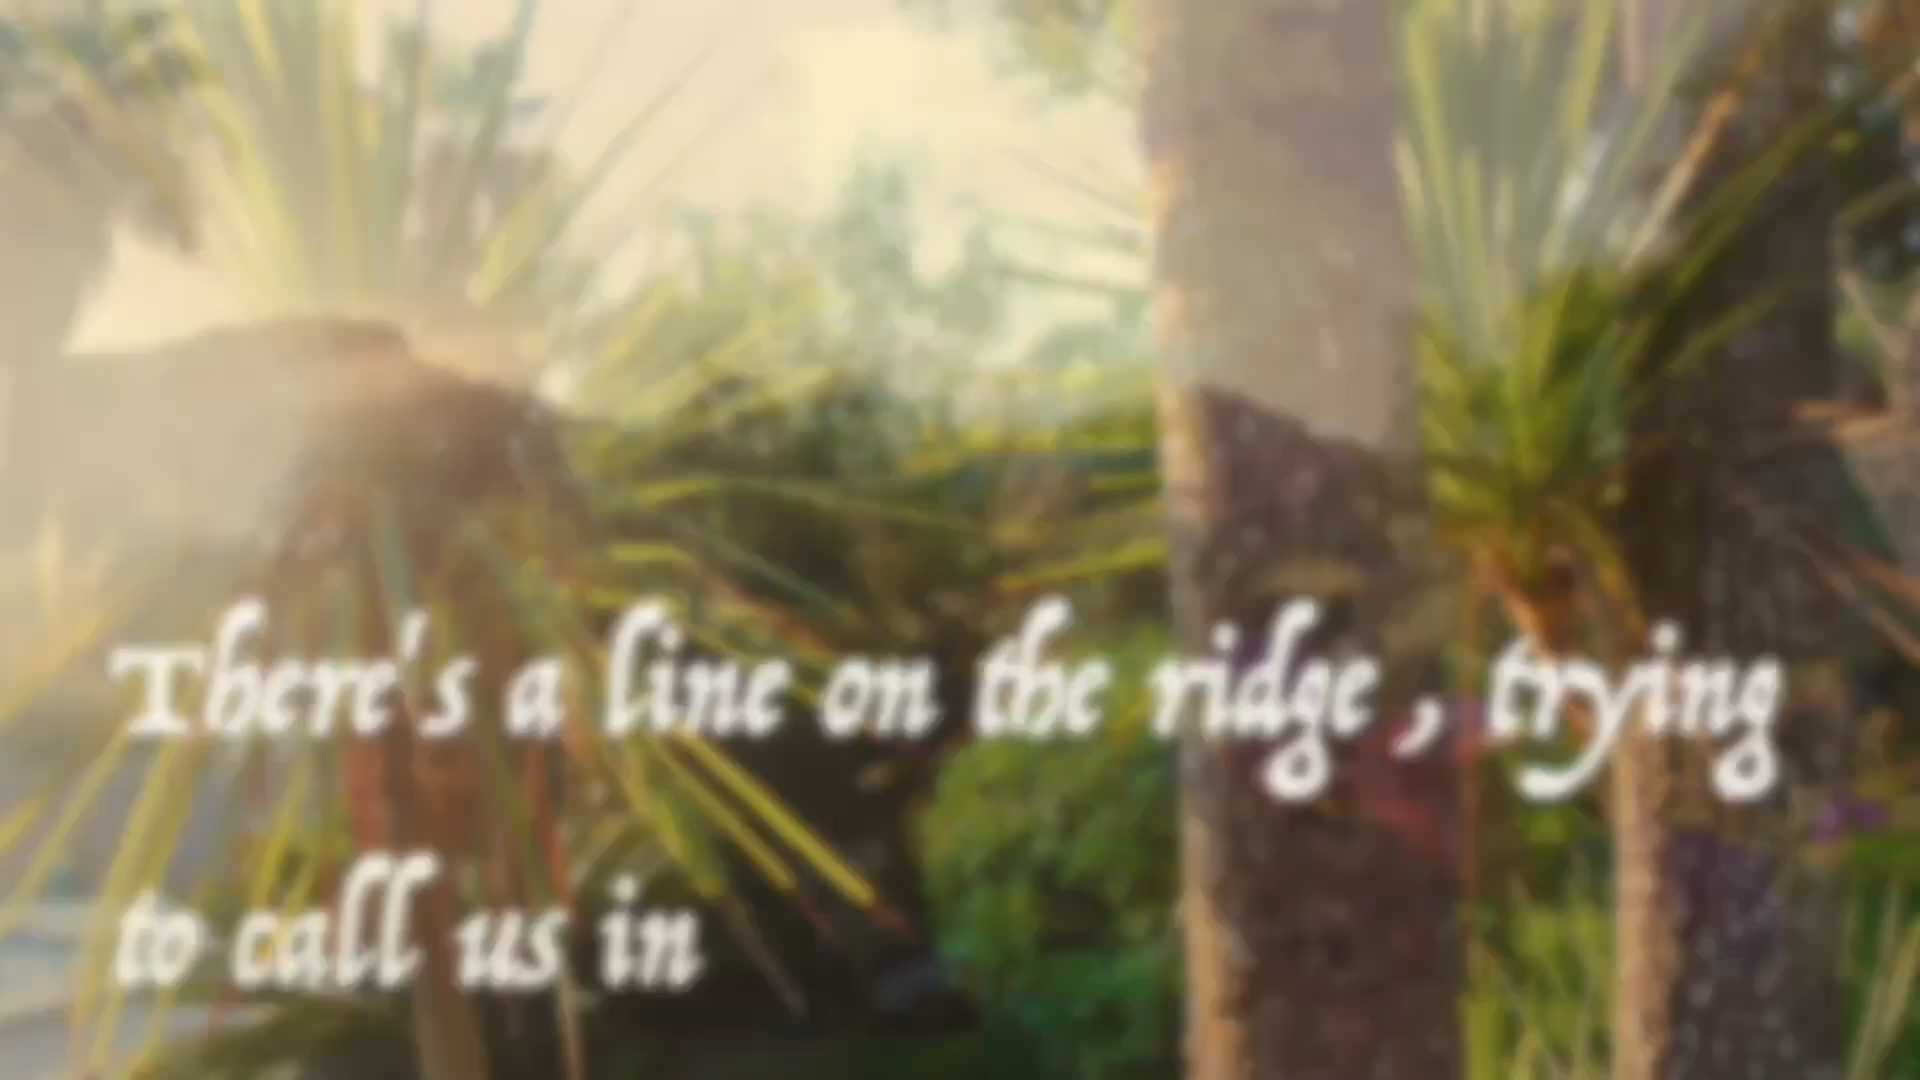 There's a line on the ridge , trying
to call us in